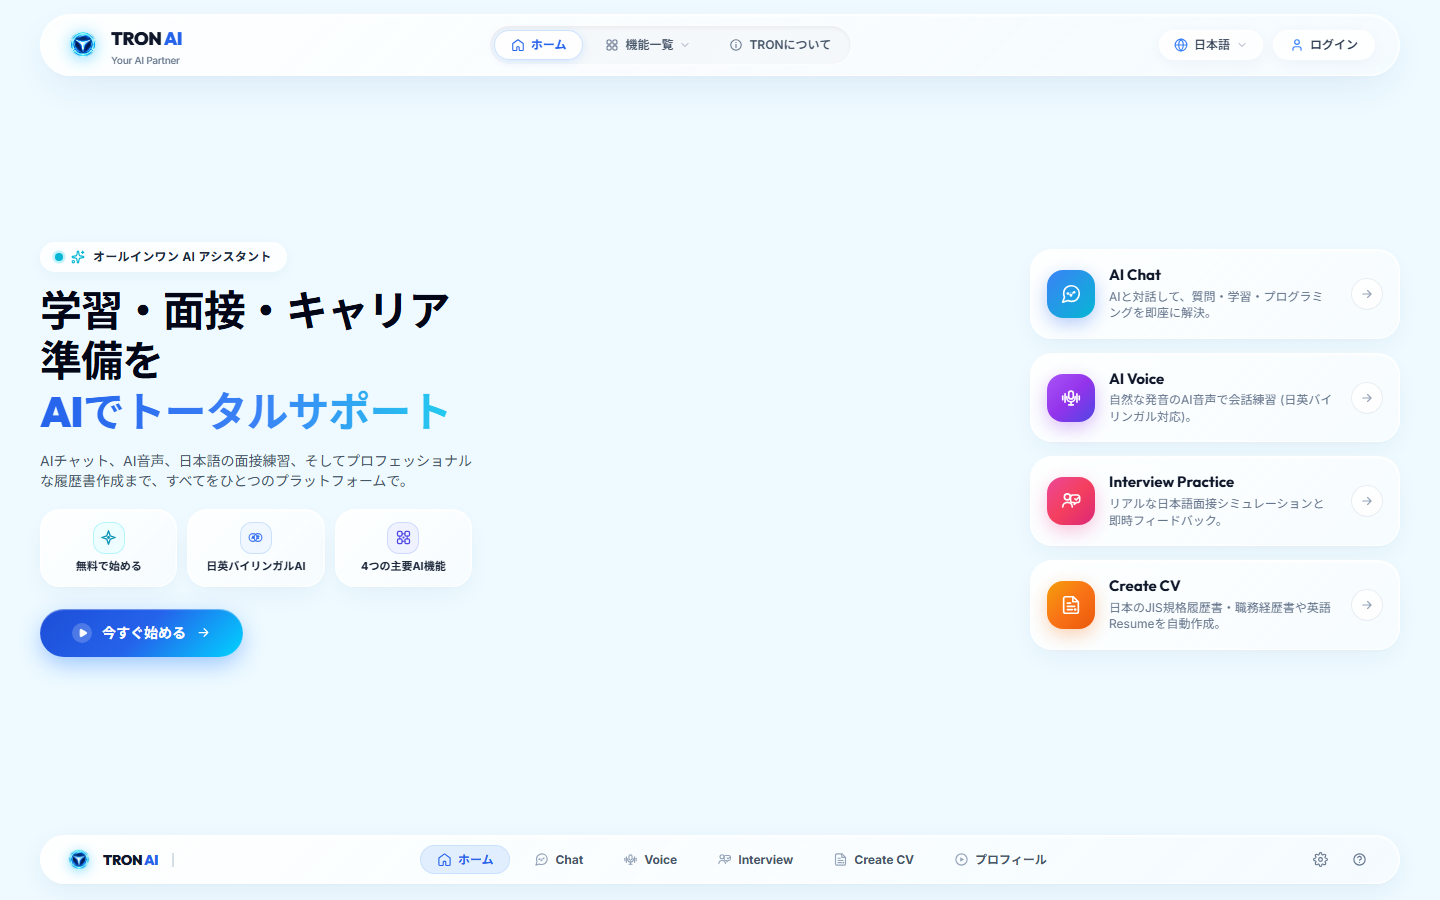 TRON AI
Your AI Partner
ホーム
機能一覧
TRONについて
日本語
ログイン
オールインワン AI アシスタント
学習・面接・キャリア
準備を
AIでトータルサポート
AIチャット、AI音声、日本語の面接練習、そしてプロフェッショナル
な履歴書作成まで、すべてをひとつのプラットフォームで。
無料で始める
日英バイリンガルAI
4つの主要AI機能
今すぐ始める
AI Chat
AIと対話して、質問・学習・プログラミ
ングを即座に解決。
AI Voice
自然な発音のAI音声で会話練習 (日英バイ
リンガル対応)。
Interview Practice
リアルな日本語面接シミュレーションと
即時フィードバック。
Create CV
日本のJIS規格履歴書・職務経歴書や英語
Resumeを自動作成。
TRON AI
ホーム
Chat
Voice
Interview
Create CV
プロフィール